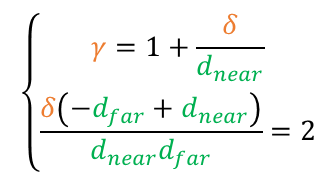 γ = 1 + δ/d_near
δ(−d_far + d_near)/(d_near d_far) = 2